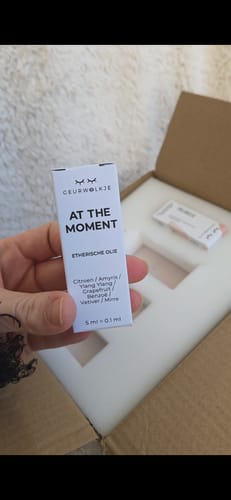 GEURWOLKJE
AT THE
MOMENT
ETHERISCHE OLIE
Citroen / Amyris /
Ylang Ylang /
Grapefruit /
Benzoë /
Vetiver / Mirre
5 ml = 0.1 ml